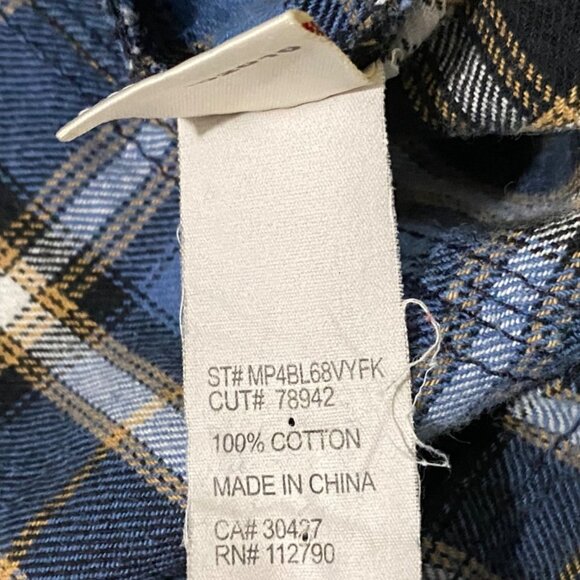 ST# MP4BL68VYFK
CUT# 78942
100% COTTON
MADE IN CHINA
CA# 30427
RN# 112790